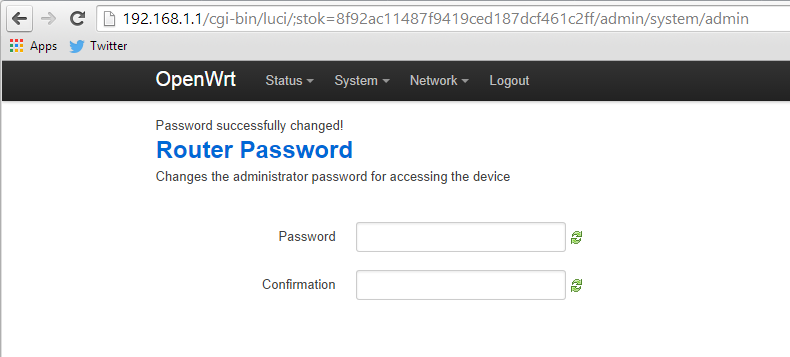 192.168.1.1/cgi-bin/luci/;stok=8f92ac11487f9419ced187dcf461c2ff/admin/system/admin
Apps Twitter
OpenWrt Status System Network Logout
Password successfully changed!
Router Password
Changes the administrator password for accessing the device
Password
Confirmation